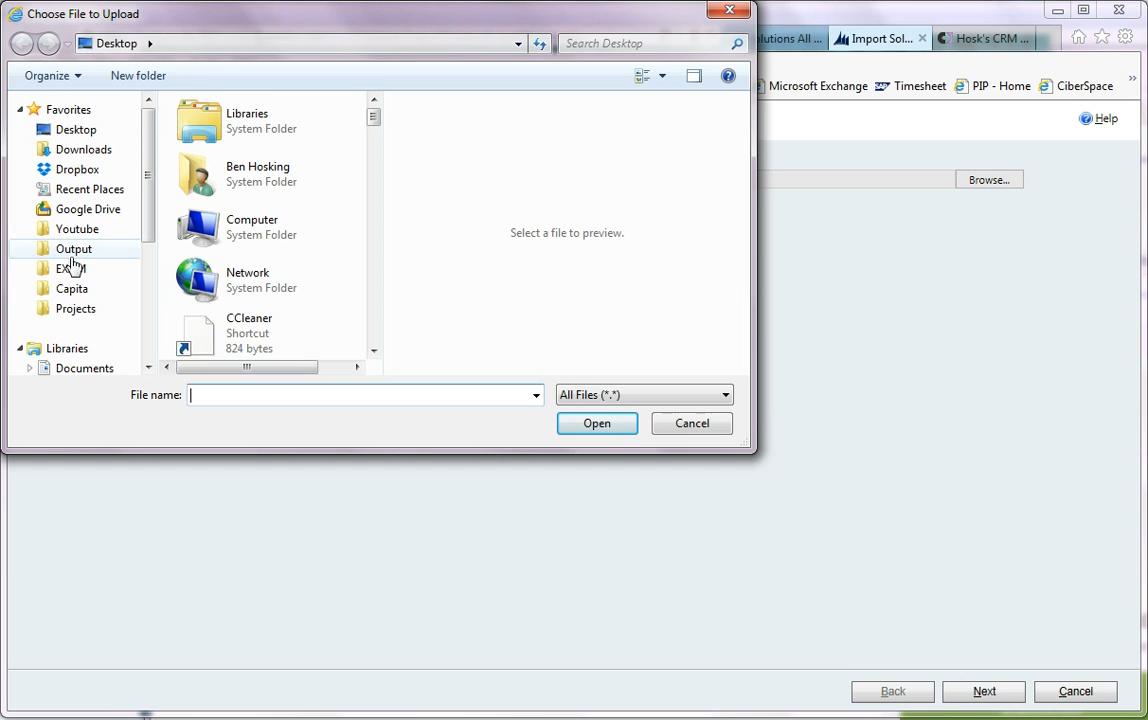 Choose File to Upload
Desktop
Search Desktop
Organize
New folder
Favorites
Desktop
Downloads
Dropbox
Recent Places
Google Drive
Youtube
Output
Capita
Projects
Libraries
Documents
Libraries
System Folder
Ben Hosking
System Folder
Computer
System Folder
Network
System Folder
CCleaner
Shortcut
824 bytes
Select a file to preview.
File name:
All Files (*.*)
Open
Cancel
olutions All ...
Import Sol...
Hosk's CRM ...
Microsoft Exchange
Timesheet
PIP - Home
CiberSpace
Help
Browse...
Back
Next
Cancel